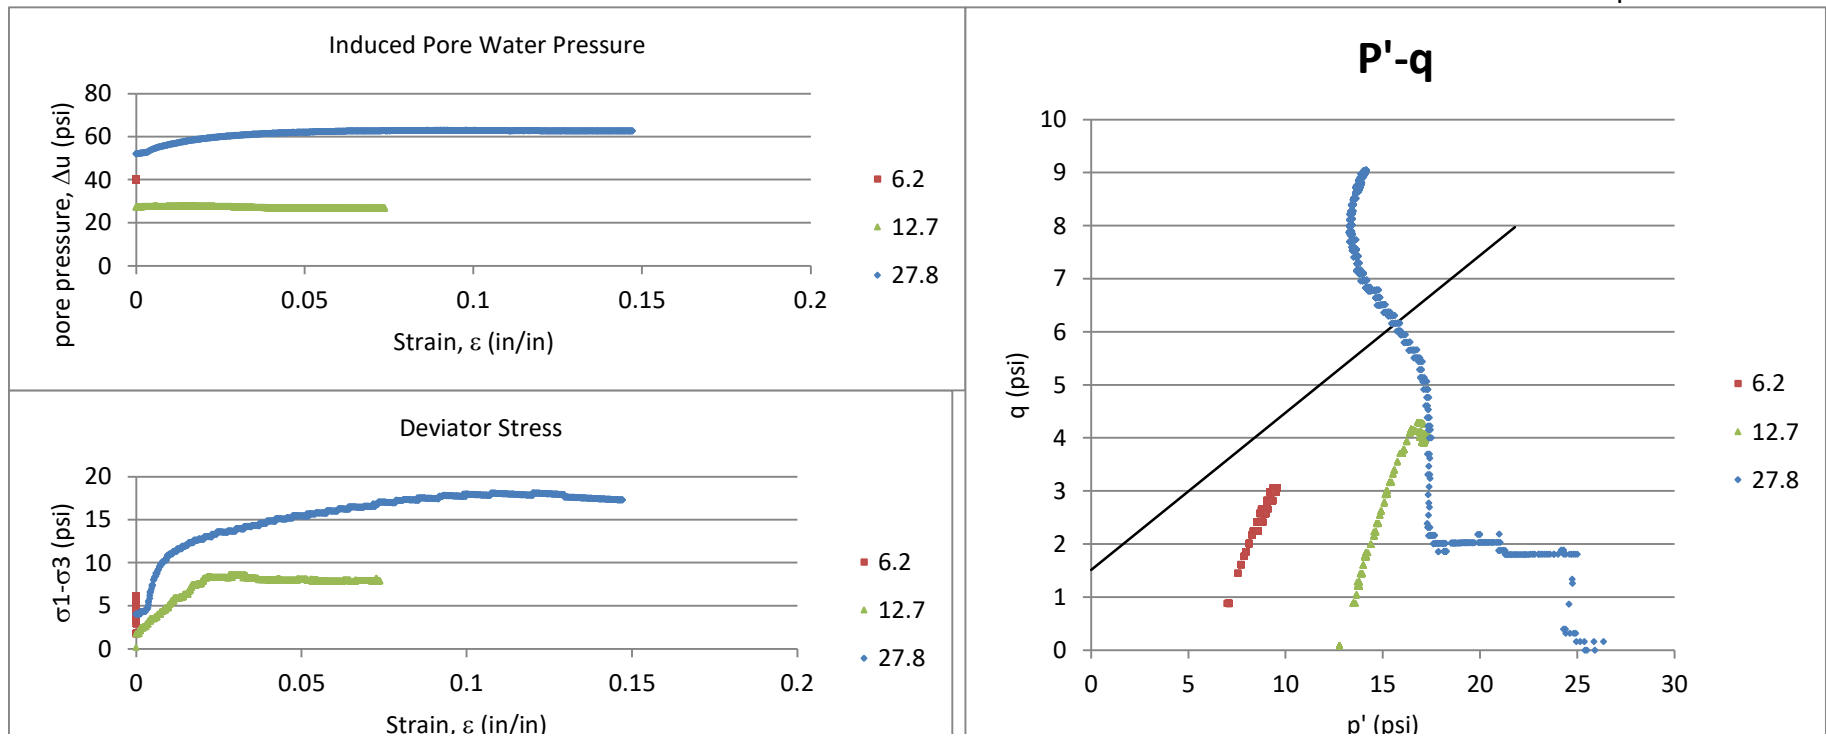 Induced Pore Water Pressure
pore pressure, Δu (psi)
80
60
40
20
0
0 0.05 0.1 0.15 0.2
Strain, ε (in/in)
6.2
12.7
27.8
Deviator Stress
σ1-σ3 (psi)
20
15
10
5
0
0 0.05 0.1 0.15 0.2
Strain, ε (in/in)
6.2
12.7
27.8
P'-q
q (psi)
10
9
8
7
6
5
4
3
2
1
0
0 5 10 15 20 25 30
p' (psi)
6.2
12.7
27.8